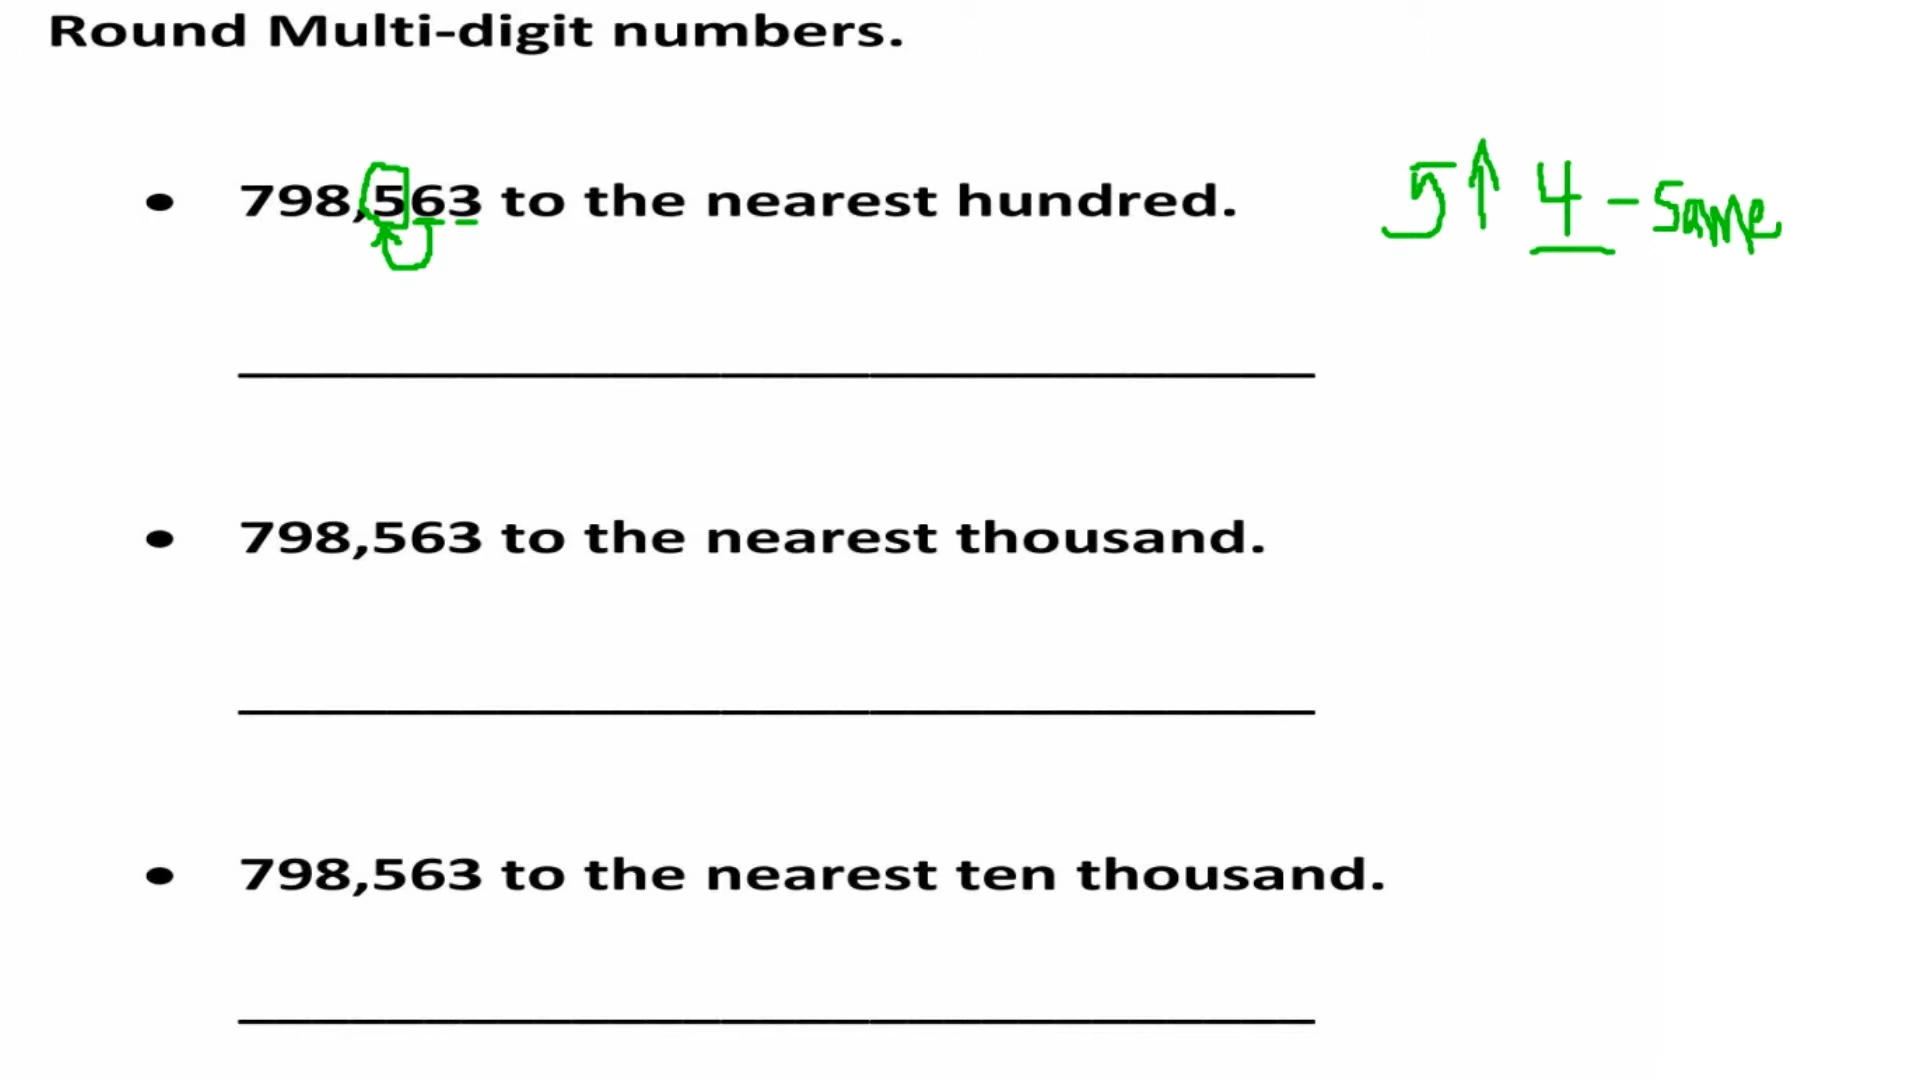 Round Multi-digit numbers.
• 798,563 to the nearest hundred. 5↑ 4 - Same
• 798,563 to the nearest thousand.
• 798,563 to the nearest ten thousand.